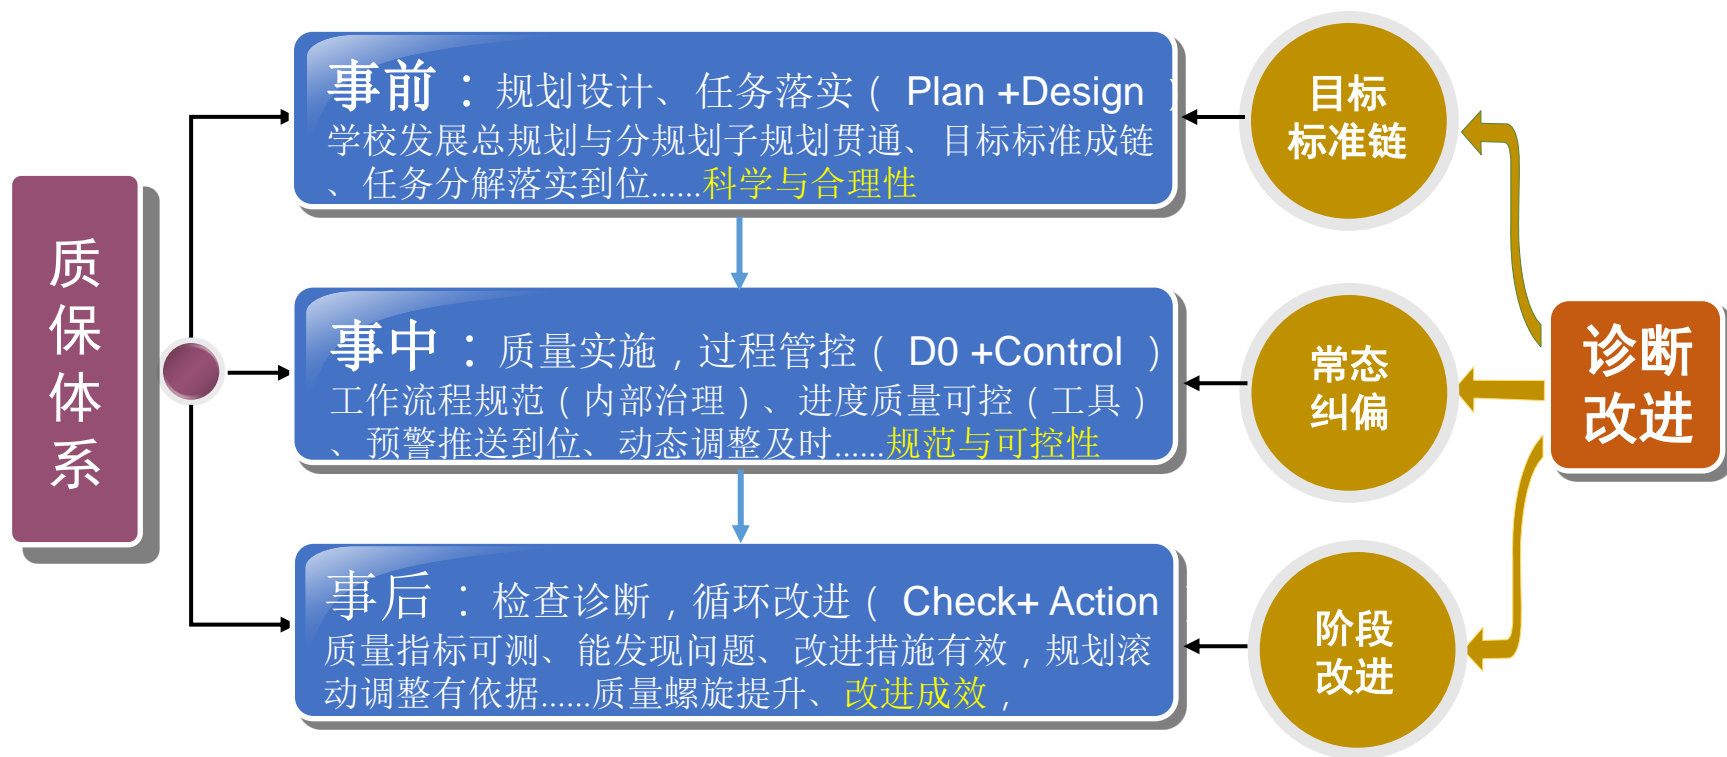 质保体系
事前：规划设计、任务落实（ Plan +Design ）
学校发展总规划与分规划子规划贯通、目标标准成链
、任务分解落实到位......科学与合理性
目标
标准链
事中：质量实施，过程管控（ D0 +Control ）
工作流程规范（内部治理）、进度质量可控（工具）
、预警推送到位、动态调整及时......规范与可控性
常态
纠偏
诊断
改进
事后：检查诊断，循环改进（ Check+ Action
质量指标可测、能发现问题、改进措施有效，规划滚
动调整有依据......质量螺旋提升、改进成效，
阶段
改进